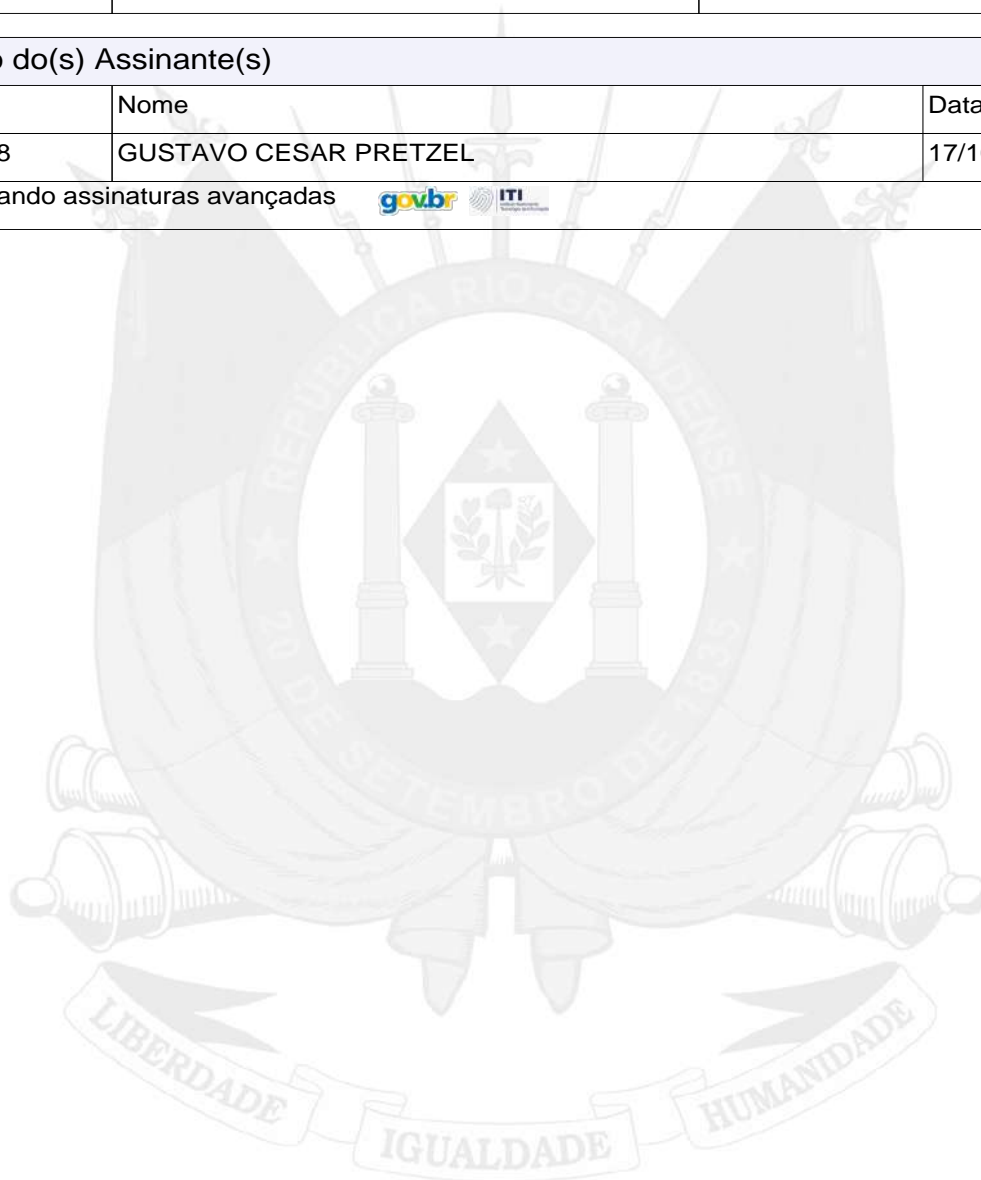 do(s) Assinante(s)
Nome
Data
8
GUSTAVO CESAR PRETZEL
17/1
ando assinaturas avançadas
gov.br
ITI
REPÚBLICA RIO-GRANDENSE
20 DE SETEMBRO DE 1835
LIBERDADE
IGUALDADE
HUMANIDADE